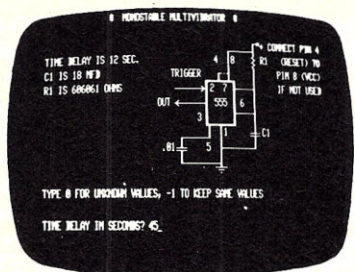 * MONOSTABLE MULTIVIBRATOR *
TIME DELAY IS 12 SEC.
C1 IS 18 MFD
R1 IS 606061 OHMS
+ CONNECT PIN 4
R1 (RESET) TO
PIN 8 (VCC)
IF NOT USED
4 8
TRIGGER
2 7
OUT
555
6
3
.01
5
1
C1
TYPE 0 FOR UNKNOWN VALUES, -1 TO KEEP SAME VALUES
TIME DELAY IN SECONDS? 45_